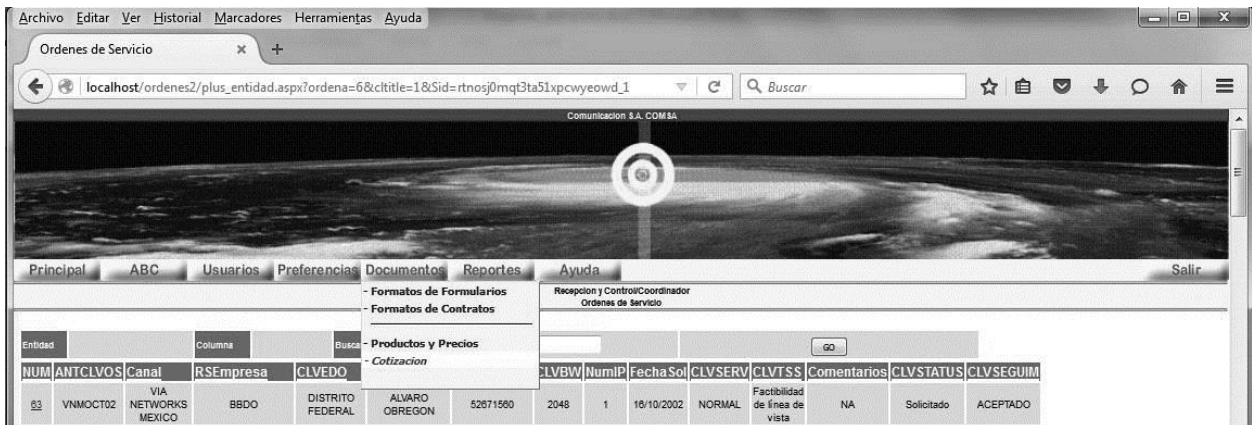 Archivo Editar Ver Historial Marcadores Herramientas Ayuda
Ordenes de Servicio × +
localhost/ordenes2/plus_entidad.aspx?ordena=6&cltitle=1&Sid=rtnosj0mqt3ta51xpcwyeowd_1 Buscar
Comunicacion S.A. COMSA
Principal ABC Usuarios Preferencias Documentos Reportes Ayuda Salir
- Formatos de Formularios
- Formatos de Contratos
- Productos y Precios
- Cotizacion
Recepcion y Control/Coordinador
Ordenes de Servicio
Entidad Columna Busca GO
NUM ANTCLVOS Canal RSEmpresa CLVEDO CLVBW NumIP FechaSol CLVSERV CLVTSS Comentarios CLVSTATUS CLVSEGUIM
63 VNMOCT02 VIA NETWORKS MEXICO BBDO DISTRITO FEDERAL ALVARO OBREGON 52671560 2048 1 16/10/2002 NORMAL Factibilidad de línea de vista NA Solicitado ACEPTADO